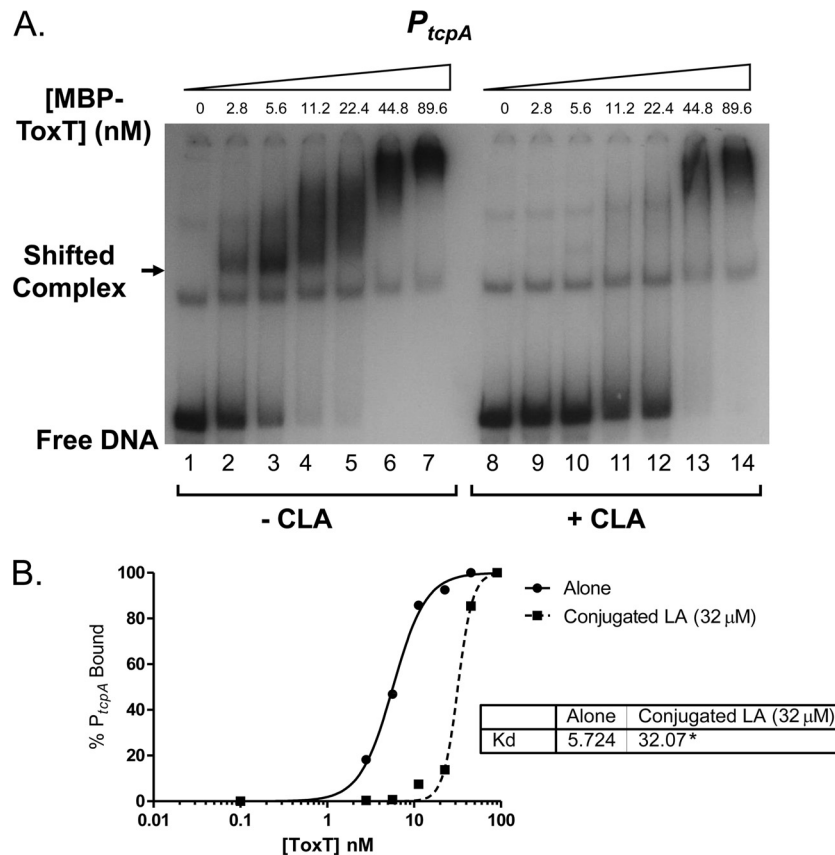 A.
PtcpA
[MBP-ToxT] (nM)
0 2.8 5.6 11.2 22.4 44.8 89.6 0 2.8 5.6 11.2 22.4 44.8 89.6
Shifted
Complex
Free DNA
1 2 3 4 5 6 7 8 9 10 11 12 13 14
- CLA + CLA
B.
100
80
60
40
20
0
% PtcpA Bound
0.01 0.1 1 10 100
[ToxT] nM
Alone
Conjugated LA (32 µM)
Alone Conjugated LA (32 µM)
Kd 5.724 32.07*